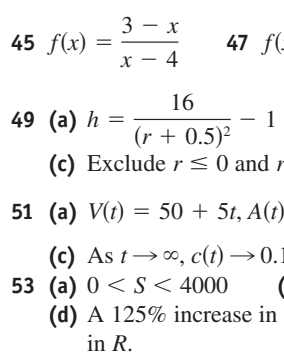 45 f(x) = (3 − x)/(x − 4) 47 f(
49 (a) h = 16/(r + 0.5)² − 1
(c) Exclude r ≤ 0 and r
51 (a) V(t) = 50 + 5t, A(t)
(c) As t → ∞, c(t) → 0.1
53 (a) 0 < S < 4000 (
(d) A 125% increase in
in R.